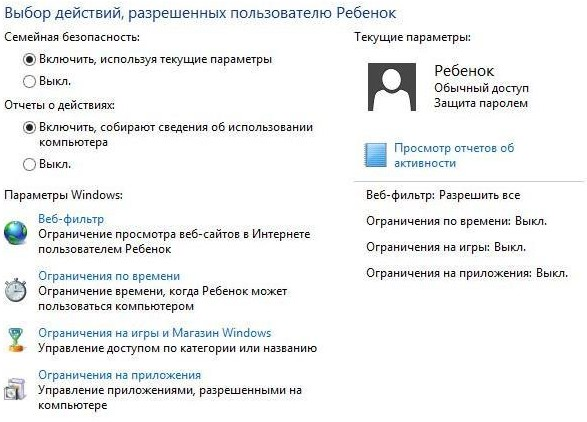 Выбор действий, разрешенных пользователю Ребенок
Семейная безопасность:
Включить, используя текущие параметры
Выкл.
Отчеты о действиях:
Включить, собирают сведения об использовании
компьютера
Выкл.
Параметры Windows:
Веб-фильтр
Ограничение просмотра веб-сайтов в Интернете
пользователем Ребенок
Ограничения по времени
Ограничение времени, когда Ребенок может
пользоваться компьютером
Ограничения на игры и Магазин Windows
Управление доступом по категории или названию
Ограничения на приложения
Управление приложениями, разрешенными на
компьютере
Текущие параметры:
Ребенок
Обычный доступ
Защита паролем
Просмотр отчетов об
активности
Веб-фильтр: Разрешить все
Ограничения по времени: Выкл.
Ограничения на игры: Выкл.
Ограничения на приложения: Выкл.